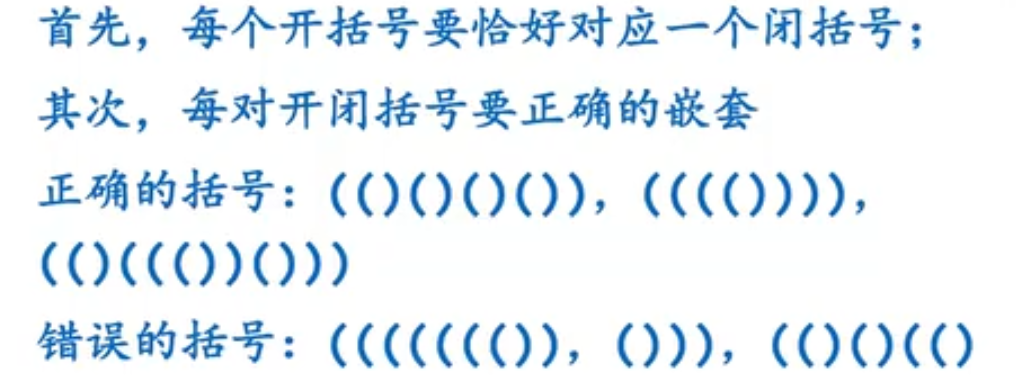 首先，每个开括号要恰好对应一个闭括号；
其次，每对开闭括号要正确的嵌套
正确的括号：(()()()())，(((())))，
(()((())()))
错误的括号：((((((())，()))，(()()(()